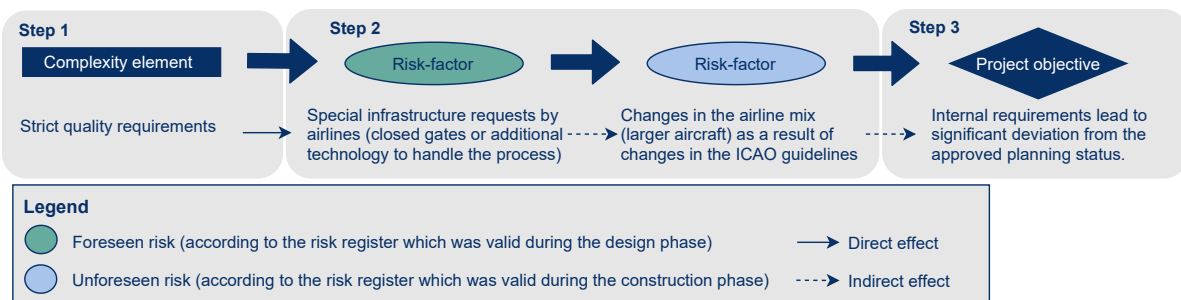 Step 1
Step 2
Step 3
Complexity element
Risk-factor
Risk-factor
Project objective
Strict quality requirements
Special infrastructure requests by
airlines (closed gates or additional
technology to handle the process)
Changes in the airline mix
(larger aircraft) as a result of
changes in the ICAO guidelines
Internal requirements lead to
significant deviation from the
approved planning status.
Legend
Foreseen risk (according to the risk register which was valid during the design phase)
Direct effect
Unforeseen risk (according to the risk register which was valid during the construction phase)
Indirect effect